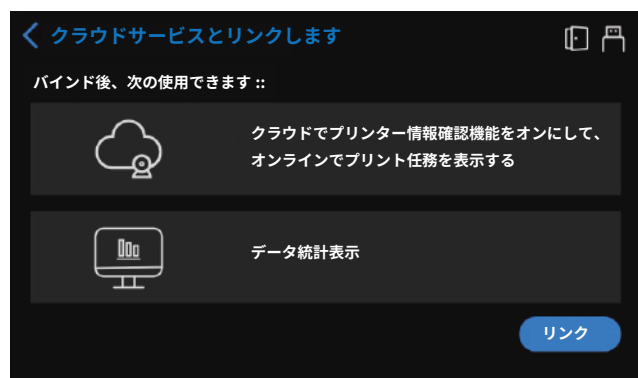 クラウドサービスとリンクします
バインド後、次の使用できます ::
クラウドでプリンター情報確認機能をオンにして、
オンラインでプリント任務を表示する
データ統計表示
リンク